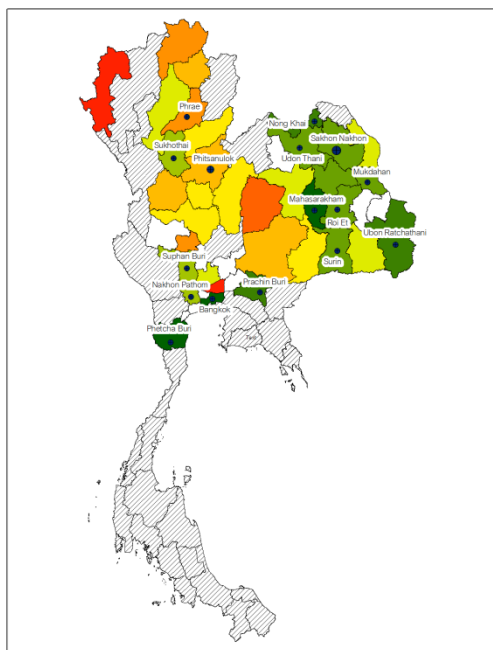 Phrae
Nong Khai
Sakhon Nakhon
Sukhothai
Phitsanulok
Udon Thani
Mukdahan
Mahasarakham
Roi Et
Ubon Ratchathani
Suphan Buri
Surin
Nakhon Pathom
Prachin Buri
Bangkok
Phetcha Buri